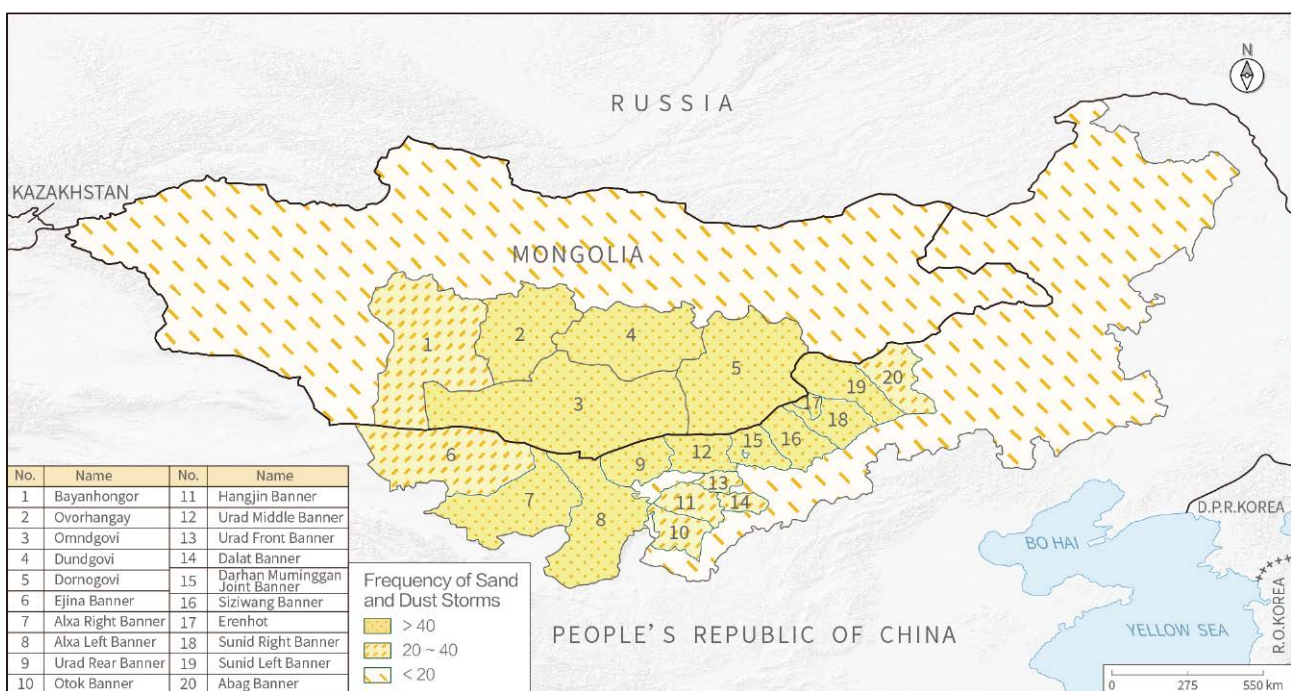 N
RUSSIA
KAZAKHSTAN
MONGOLIA
1
2
4
5
3
19
20
17
18
6
12
15
16
9
13
7
11
14
8
10
D.P.R.KOREA
BO HAI
R.O.KOREA
YELLOW SEA
PEOPLE'S REPUBLIC OF CHINA
No. Name No. Name
1 Bayanhongor 11 Hangjin Banner
2 Ovorhangay 12 Urad Middle Banner
3 Omndgovi 13 Urad Front Banner
4 Dundgovi 14 Dalat Banner
5 Dornogovi 15 Darhan Muminggan
Joint Banner
6 Ejina Banner 16 Siziwang Banner
7 Alxa Right Banner 17 Erenhot
8 Alxa Left Banner 18 Sunid Right Banner
9 Urad Rear Banner 19 Sunid Left Banner
10 Otok Banner 20 Abag Banner
Frequency of Sand
and Dust Storms
> 40
20 ~ 40
< 20
0 275 550 km